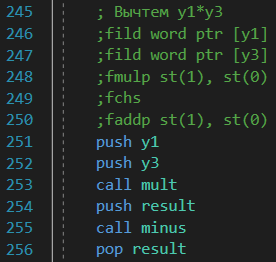 245 ; Вычтем y1*y3
246 ;fild word ptr [y1]
247 ;fild word ptr [y3]
248 ;fmulp st(1), st(0)
249 ;fchs
250 ;faddp st(1), st(0)
251 push y1
252 push y3
253 call mult
254 push result
255 call minus
256 pop result